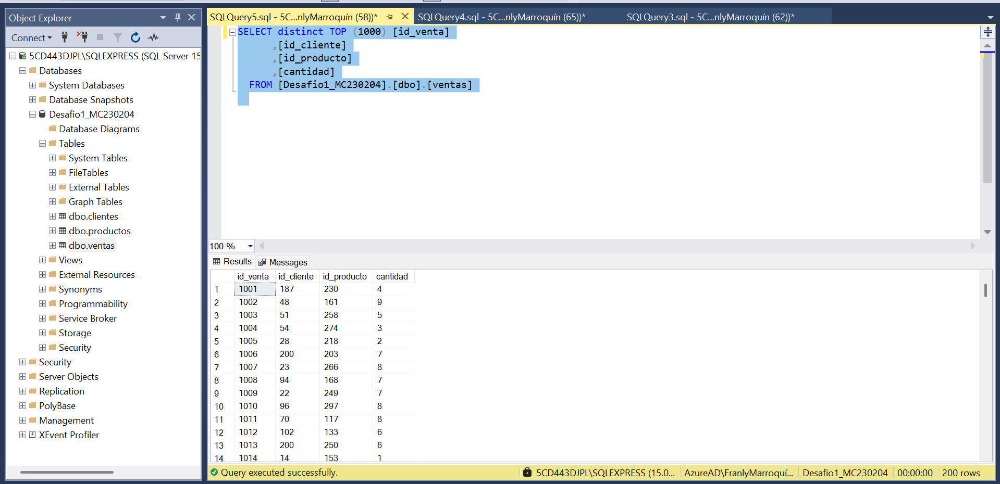 Object Explorer
Connect
5CD443DJPL\SQLEXPRESS (SQL Server 15
Databases
System Databases
Database Snapshots
Desafio1_MC230204
Database Diagrams
Tables
System Tables
FileTables
External Tables
Graph Tables
dbo.clientes
dbo.productos
dbo.ventas
Views
External Resources
Synonyms
Programmability
Service Broker
Storage
Security
Security
Server Objects
Replication
PolyBase
Management
XEvent Profiler
SQLQuery5.sql - 5C...nlyMarroquín (58))* SQLQuery4.sql - 5C...nlyMarroquín (65))* SQLQuery3.sql - 5C...nlyMarroquín (62))*
SELECT distinct TOP (1000) [id_venta]
,[id_cliente]
,[id_producto]
,[cantidad]
FROM [Desafio1_MC230204].[dbo].[ventas]
100 %
Results Messages
id_venta id_cliente id_producto cantidad
1 1001 187 230 4
2 1002 48 161 9
3 1003 51 258 5
4 1004 54 274 3
5 1005 28 218 2
6 1006 200 203 7
7 1007 23 266 8
8 1008 94 168 7
9 1009 22 249 7
10 1010 96 297 8
11 1011 70 117 8
12 1012 102 133 6
13 1013 200 250 6
14 1014 14 153 1
Query executed successfully. 5CD443DJPL\SQLEXPRESS (15.0... AzureAD\FranlyMarroquí... Desafio1_MC230204 00:00:00 200 rows